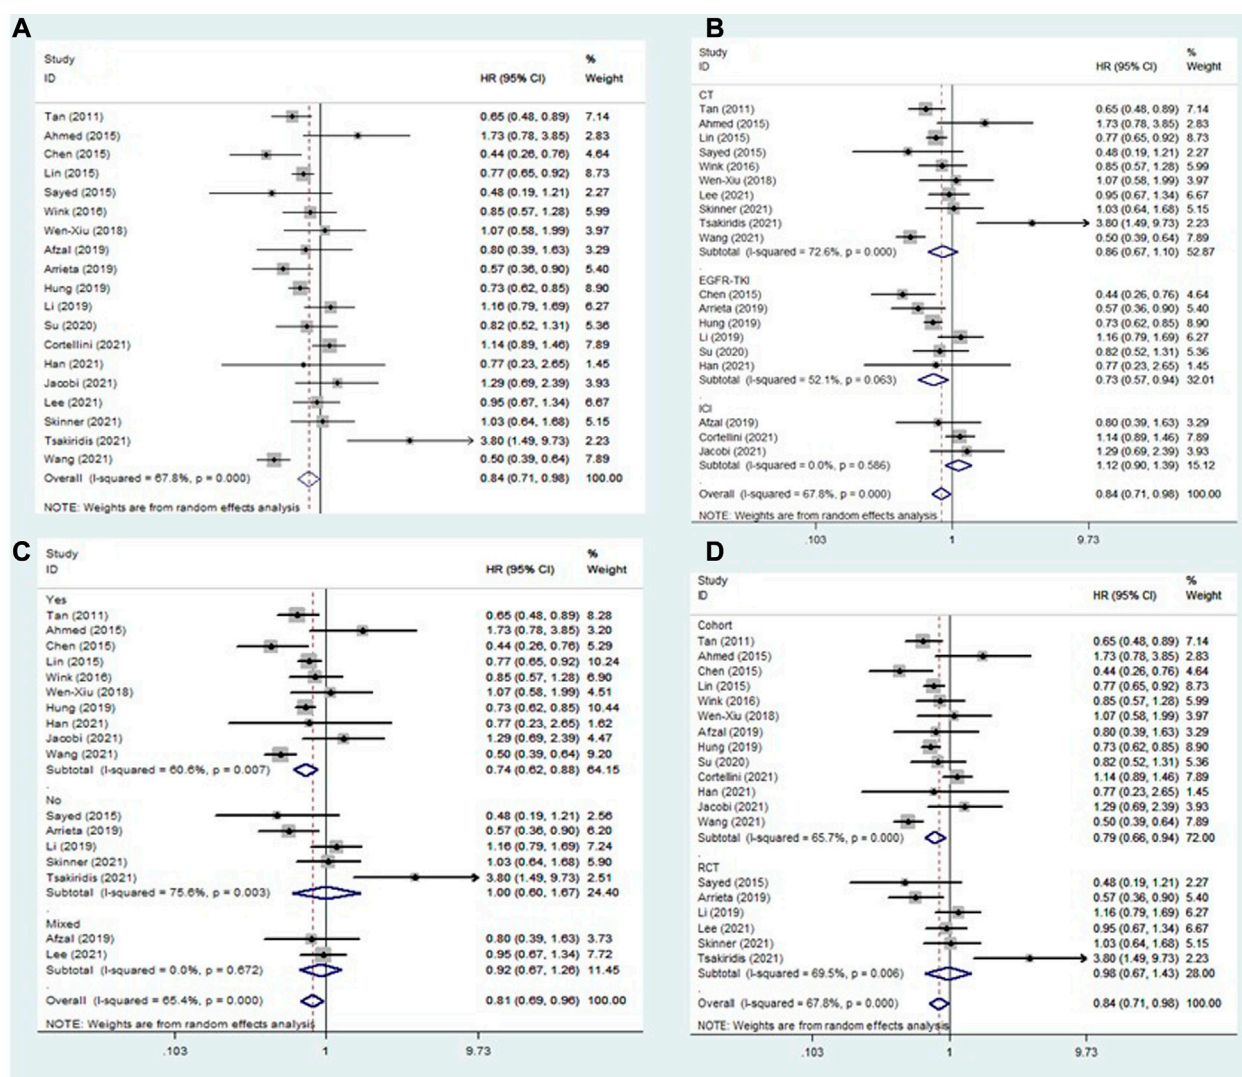 A
Study %
ID HR (95% CI) Weight
Tan (2011) 0.65 (0.48, 0.89) 7.14
Ahmed (2015) 1.73 (0.78, 3.85) 2.83
Chen (2015) 0.44 (0.26, 0.76) 4.64
Lin (2015) 0.77 (0.65, 0.92) 8.73
Sayed (2015) 0.48 (0.19, 1.21) 2.27
Wink (2016) 0.85 (0.57, 1.28) 5.99
Wen-Xiu (2018) 1.07 (0.58, 1.99) 3.97
Afzal (2019) 0.80 (0.39, 1.63) 3.29
Arrieta (2019) 0.57 (0.36, 0.90) 5.40
Hung (2019) 0.73 (0.62, 0.85) 8.90
Li (2019) 1.16 (0.79, 1.69) 6.27
Su (2020) 0.82 (0.52, 1.31) 5.36
Cortellini (2021) 1.14 (0.89, 1.46) 7.89
Han (2021) 0.77 (0.23, 2.65) 1.45
Jacobi (2021) 1.29 (0.69, 2.39) 3.93
Lee (2021) 0.95 (0.67, 1.34) 6.67
Skinner (2021) 1.03 (0.64, 1.68) 5.15
Tsakiridis (2021) 3.80 (1.49, 9.73) 2.23
Wang (2021) 0.50 (0.39, 0.64) 7.89
Overall (I-squared = 67.8%, p = 0.000) 0.84 (0.71, 0.98) 100.00
NOTE: Weights are from random effects analysis
B
Study %
ID HR (95% CI) Weight
CT
Tan (2011) 0.65 (0.48, 0.89) 7.14
Ahmed (2015) 1.73 (0.78, 3.85) 2.83
Lin (2015) 0.77 (0.65, 0.92) 8.73
Sayed (2015) 0.48 (0.19, 1.21) 2.27
Wink (2016) 0.85 (0.57, 1.28) 5.99
Wen-Xiu (2018) 1.07 (0.58, 1.99) 3.97
Lee (2021) 0.95 (0.67, 1.34) 6.67
Skinner (2021) 1.03 (0.64, 1.68) 5.15
Tsakiridis (2021) 3.80 (1.49, 9.73) 2.23
Wang (2021) 0.50 (0.39, 0.64) 7.89
Subtotal (I-squared = 72.6%, p = 0.000) 0.86 (0.67, 1.10) 52.87
.
EGFR-TKI
Chen (2015) 0.44 (0.26, 0.76) 4.64
Arrieta (2019) 0.57 (0.36, 0.90) 5.40
Hung (2019) 0.73 (0.62, 0.85) 8.90
Li (2019) 1.16 (0.79, 1.69) 6.27
Su (2020) 0.82 (0.52, 1.31) 5.36
Han (2021) 0.77 (0.23, 2.65) 1.45
Subtotal (I-squared = 52.1%, p = 0.063) 0.73 (0.57, 0.94) 32.01
.
ICI
Afzal (2019) 0.80 (0.39, 1.63) 3.29
Cortellini (2021) 1.14 (0.89, 1.46) 7.89
Jacobi (2021) 1.29 (0.69, 2.39) 3.93
Subtotal (I-squared = 0.0%, p = 0.586) 1.12 (0.90, 1.39) 15.12
.
Overall (I-squared = 67.8%, p = 0.000) 0.84 (0.71, 0.98) 100.00
NOTE: Weights are from random effects analysis
.103 1 9.73
C
Study %
ID HR (95% CI) Weight
Yes
Tan (2011) 0.65 (0.48, 0.89) 8.28
Ahmed (2015) 1.73 (0.78, 3.85) 3.20
Chen (2015) 0.44 (0.26, 0.76) 5.29
Lin (2015) 0.77 (0.65, 0.92) 10.24
Wink (2016) 0.85 (0.57, 1.28) 6.90
Wen-Xiu (2018) 1.07 (0.58, 1.99) 4.51
Hung (2019) 0.73 (0.62, 0.85) 10.44
Han (2021) 0.77 (0.23, 2.65) 1.62
Jacobi (2021) 1.29 (0.69, 2.39) 4.47
Wang (2021) 0.50 (0.39, 0.64) 9.20
Subtotal (I-squared = 60.6%, p = 0.007) 0.74 (0.62, 0.88) 64.15
.
No
Sayed (2015) 0.48 (0.19, 1.21) 2.56
Arrieta (2019) 0.57 (0.36, 0.90) 6.20
Li (2019) 1.16 (0.79, 1.69) 7.24
Skinner (2021) 1.03 (0.64, 1.68) 5.90
Tsakiridis (2021) 3.80 (1.49, 9.73) 2.51
Subtotal (I-squared = 75.6%, p = 0.003) 1.00 (0.60, 1.67) 24.40
.
Mixed
Afzal (2019) 0.80 (0.39, 1.63) 3.73
Lee (2021) 0.95 (0.67, 1.34) 7.72
Subtotal (I-squared = 0.0%, p = 0.672) 0.92 (0.67, 1.26) 11.45
.
Overall (I-squared = 65.4%, p = 0.000) 0.81 (0.69, 0.96) 100.00
NOTE: Weights are from random effects analysis
.103 1 9.73
D
Study %
ID HR (95% CI) Weight
Cohort
Tan (2011) 0.65 (0.48, 0.89) 7.14
Ahmed (2015) 1.73 (0.78, 3.85) 2.83
Chen (2015) 0.44 (0.26, 0.76) 4.64
Lin (2015) 0.77 (0.65, 0.92) 8.73
Wink (2016) 0.85 (0.57, 1.28) 5.99
Wen-Xiu (2018) 1.07 (0.58, 1.99) 3.97
Afzal (2019) 0.80 (0.39, 1.63) 3.29
Hung (2019) 0.73 (0.62, 0.85) 8.90
Su (2020) 0.82 (0.52, 1.31) 5.36
Cortellini (2021) 1.14 (0.89, 1.46) 7.89
Han (2021) 0.77 (0.23, 2.65) 1.45
Jacobi (2021) 1.29 (0.69, 2.39) 3.93
Wang (2021) 0.50 (0.39, 0.64) 7.89
Subtotal (I-squared = 65.7%, p = 0.000) 0.79 (0.66, 0.94) 72.00
.
RCT
Sayed (2015) 0.48 (0.19, 1.21) 2.27
Arrieta (2019) 0.57 (0.36, 0.90) 5.40
Li (2019) 1.16 (0.79, 1.69) 6.27
Lee (2021) 0.95 (0.67, 1.34) 6.67
Skinner (2021) 1.03 (0.64, 1.68) 5.15
Tsakiridis (2021) 3.80 (1.49, 9.73) 2.23
Subtotal (I-squared = 69.5%, p = 0.006) 0.98 (0.67, 1.43) 28.00
.
Overall (I-squared = 67.8%, p = 0.000) 0.84 (0.71, 0.98) 100.00
NOTE: Weights are from random effects analysis
.103 1 9.73